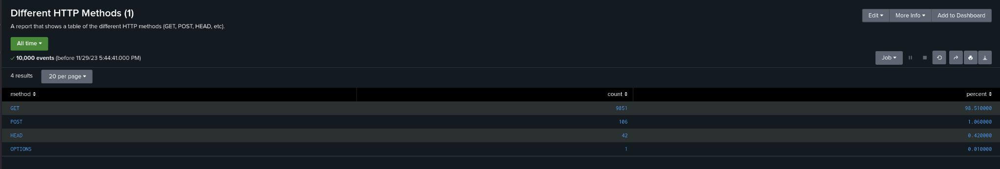 DIfferent HTTP Methods (1)
Edit More Info Add to Dashboard
A report that shows a table of the different HTTP methods (GET, POST, HEAD, etc).
All time
10,000 events (before 11/29/23 5:44:41.000 PM)
Job
4 results 20 per page
method count percent
GET 9851 98.510000
POST 106 1.060000
HEAD 42 0.420000
OPTIONS 1 0.010000